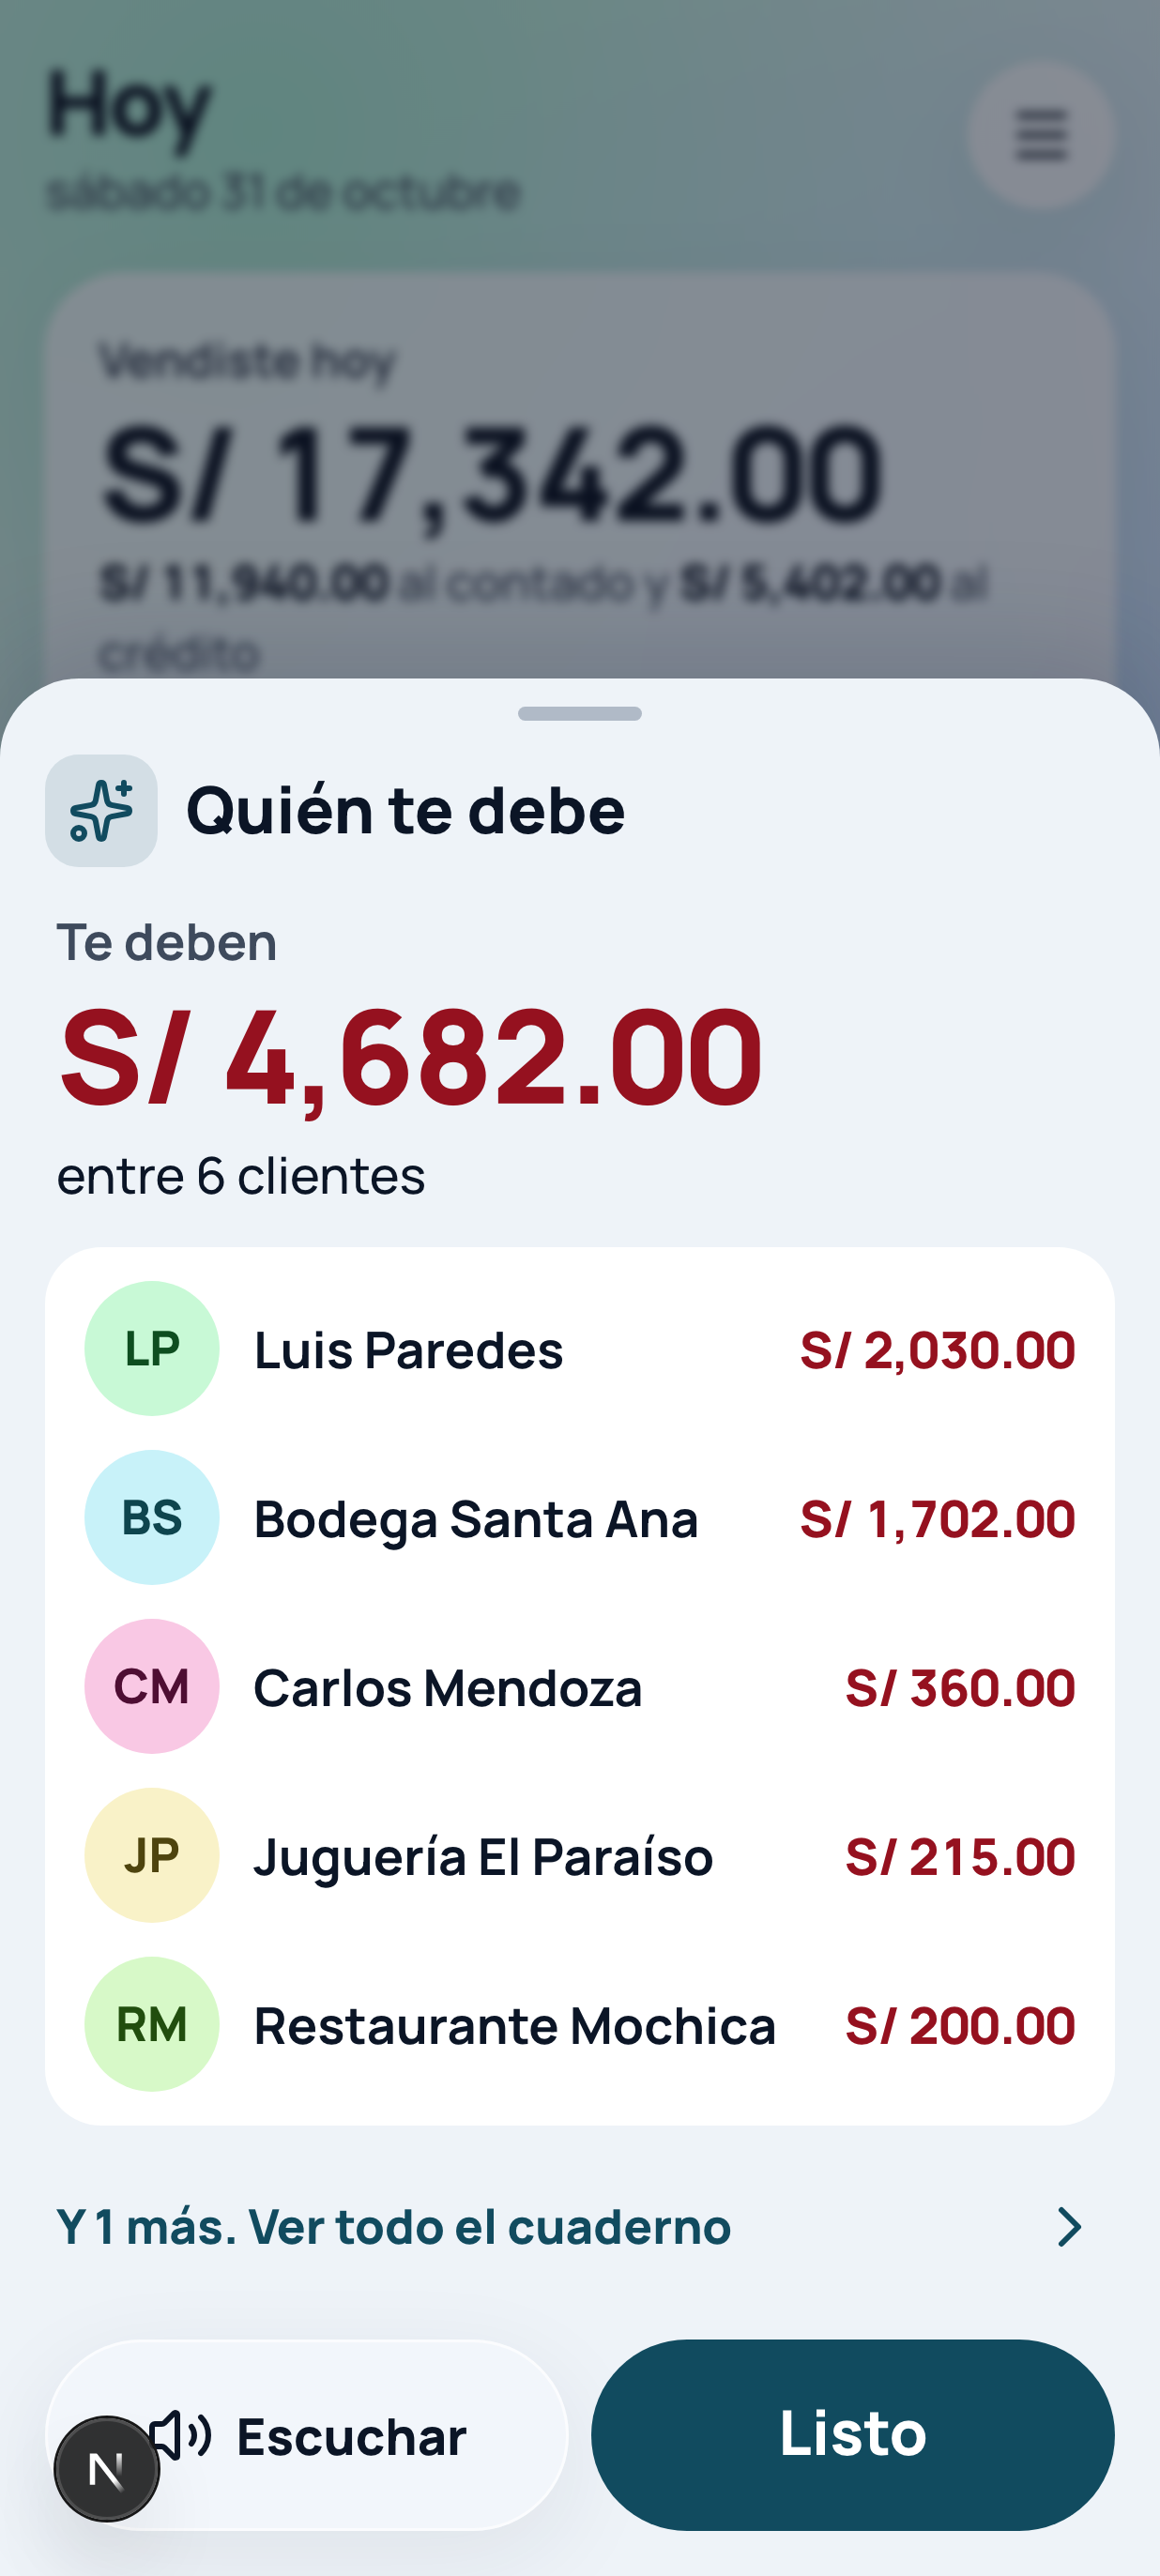 Hoy
sábado 31 de octubre
Vendiste hoy
S/ 17,342.00
S/ 11,940.00 al contado y S/ 5,402.00 al
crédito
Quién te debe
Te deben
S/ 4,682.00
entre 6 clientes
LP Luis Paredes S/ 2,030.00
BS Bodega Santa Ana S/ 1,702.00
CM Carlos Mendoza S/ 360.00
JP Juguería El Paraíso S/ 215.00
RM Restaurante Mochica S/ 200.00
Y 1 más. Ver todo el cuaderno
Escuchar
Listo
N